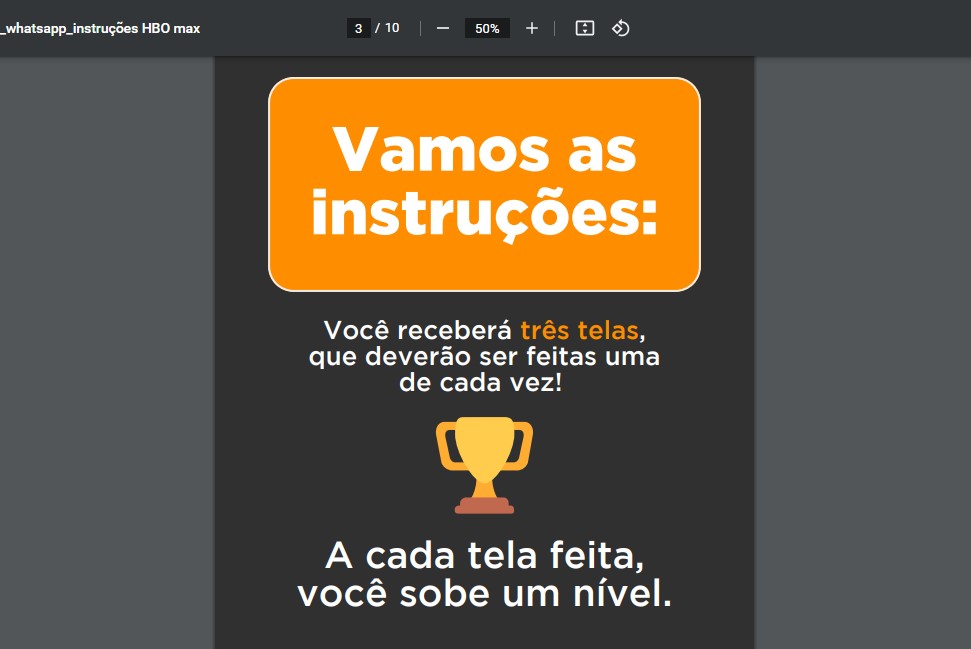 _whatsapp_instruções HBO max
3 / 10
50%
Vamos as
instruções:
Você receberá três telas,
que deverão ser feitas uma
de cada vez!
A cada tela feita,
você sobe um nível.